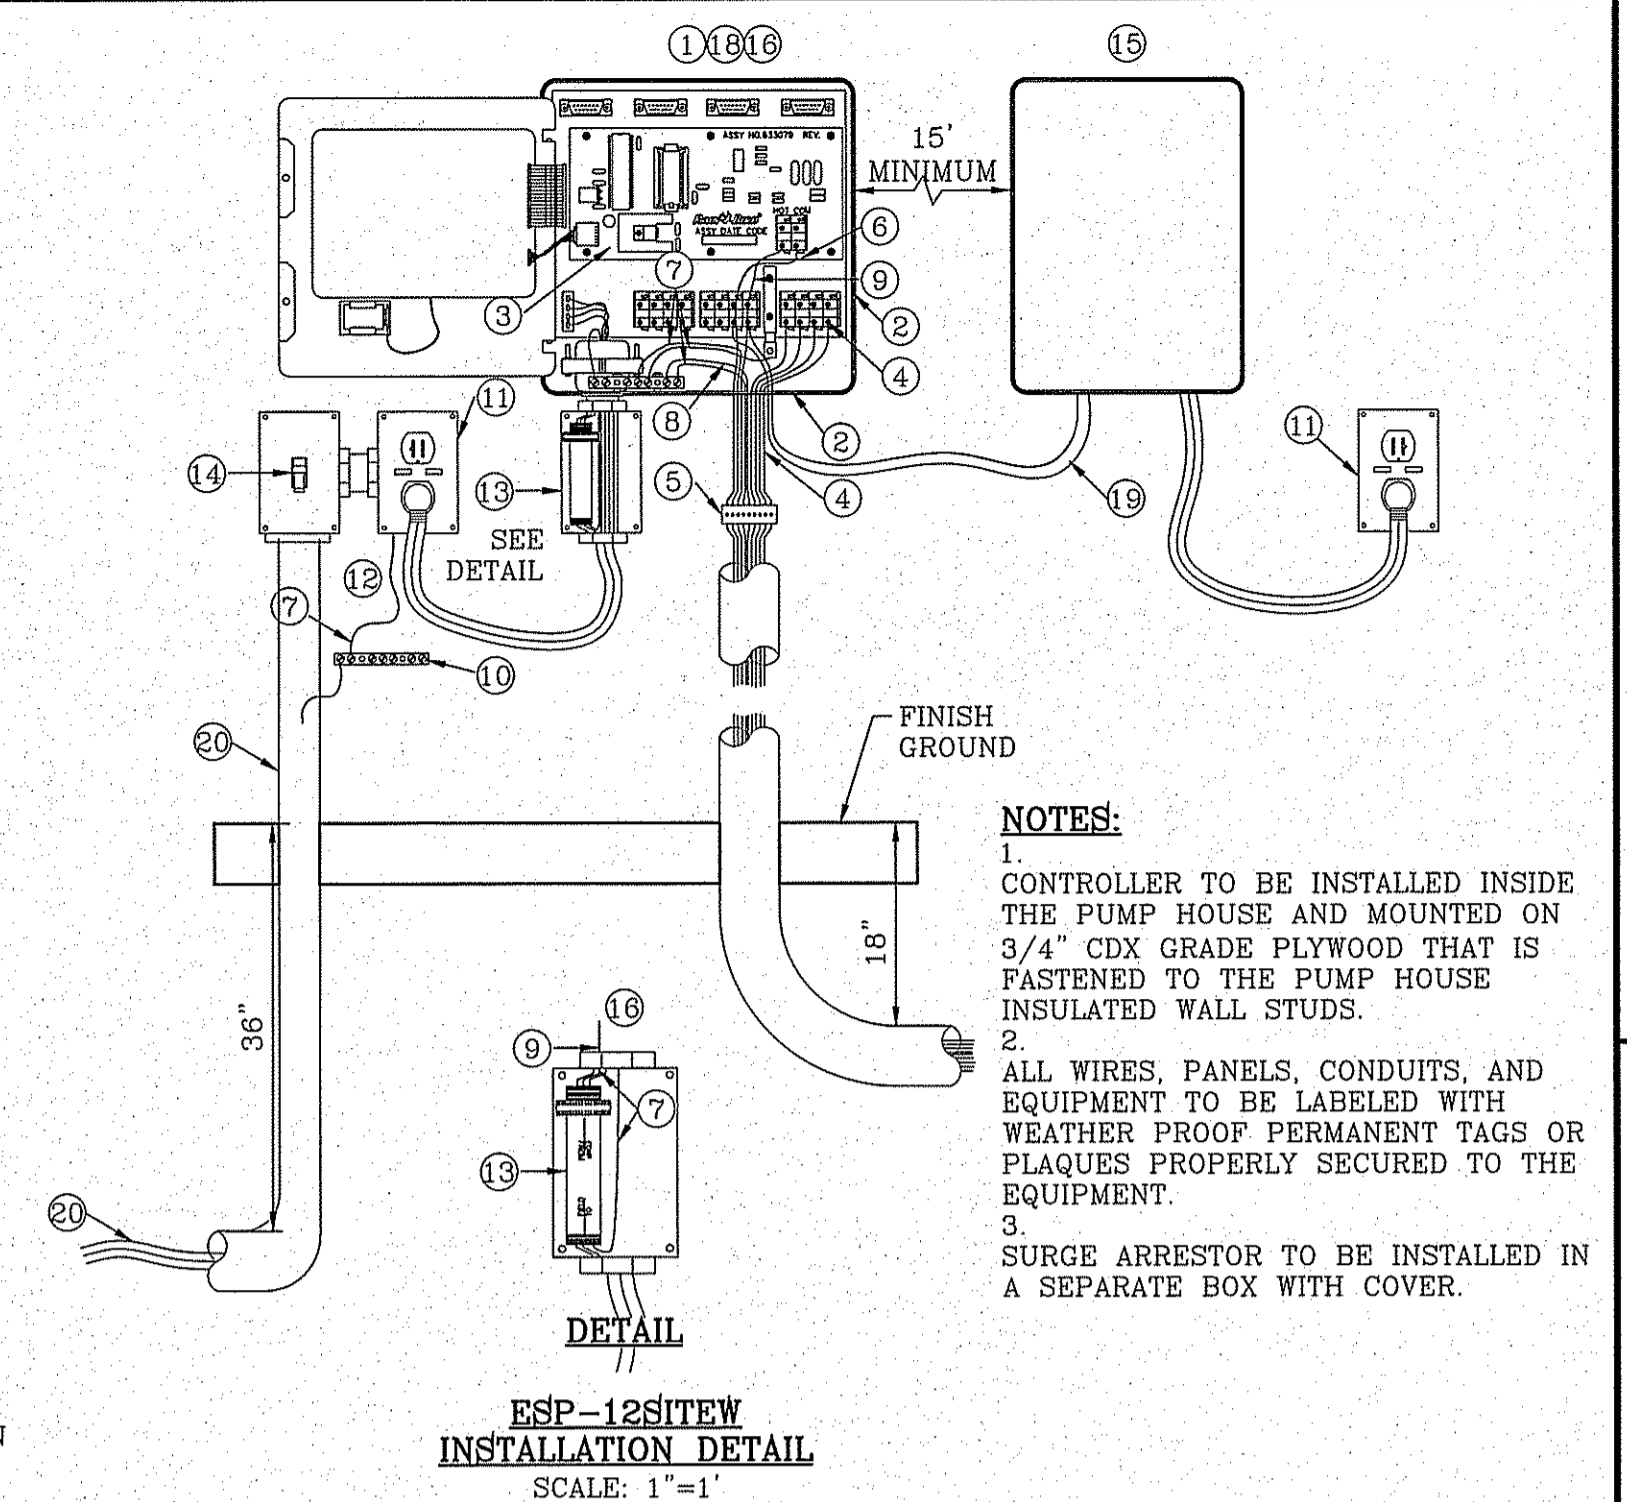 1 18 16
15
ASSY NO.633079 REV.
15'
MINIMUM
HOT COM
Rain Bird
ASSY DATE CODE
6
7
9
3
2
4
11
8
2
11
14
13
5
4
19
SEE
DETAIL
12
7
10
20
FINISH
GROUND
NOTES:
1.
CONTROLLER TO BE INSTALLED INSIDE
THE PUMP HOUSE AND MOUNTED ON
3/4" CDX GRADE PLYWOOD THAT IS
FASTENED TO THE PUMP HOUSE
INSULATED WALL STUDS.
2.
ALL WIRES, PANELS, CONDUITS, AND
EQUIPMENT TO BE LABELED WITH
WEATHER PROOF PERMANENT TAGS OR
PLAQUES PROPERLY SECURED TO THE
EQUIPMENT.
3.
SURGE ARRESTOR TO BE INSTALLED IN
A SEPARATE BOX WITH COVER.
18"
36"
16
9
7
13
20
DETAIL
ESP-12SITEW
INSTALLATION DETAIL
SCALE: 1"=1'
N